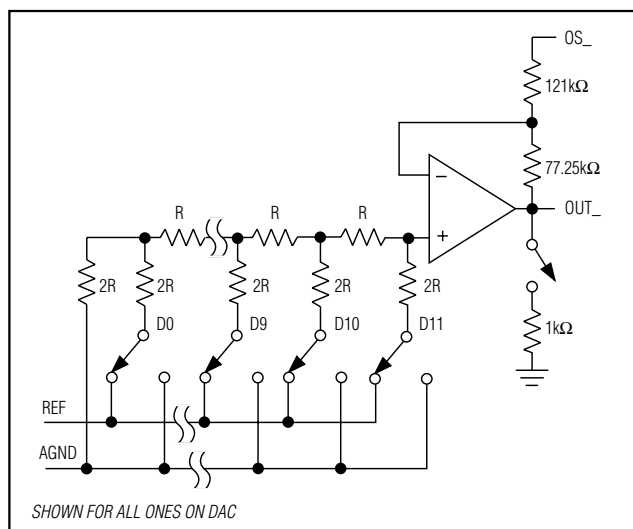 OS_
121kΩ
77.25kΩ
OUT_
R R R
2R 2R 2R 2R 2R
D0 D9 D10 D11
1kΩ
REF
AGND
SHOWN FOR ALL ONES ON DAC